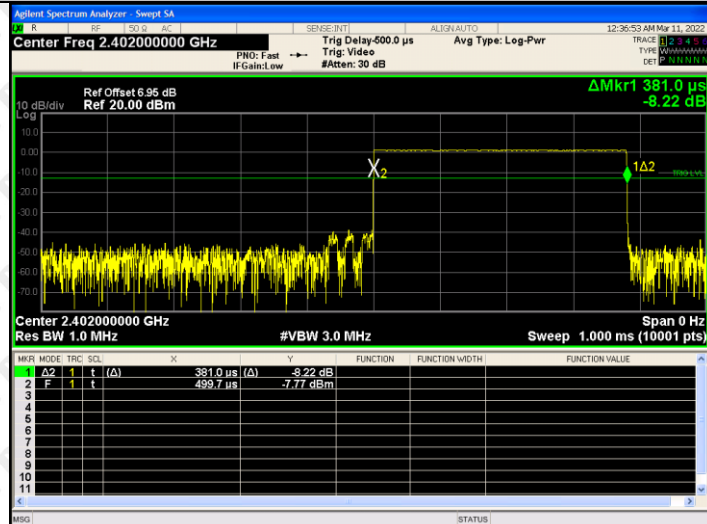 Agilent Spectrum Analyzer - Swept SA
R RF 50 Ω AC SENSE:INT ALIGNAUTO 12:36:53 AM Mar 11, 2022
Center Freq 2.402000000 GHz
PNO: Fast
IFGain:Low
Trig Delay-500.0 µs
Trig: Video
#Atten: 30 dB
Avg Type: Log-Pwr
TRACE 1 2 3 4 5 6
TYPE
DET P N N N N N
ΔMkr1 381.0 µs
-8.22 dB
Ref Offset 6.95 dB
10 dB/div Ref 20.00 dBm
Log
10.0
0.00
-10.0
-20.0
-30.0
-40.0
-50.0
-60.0
-70.0
X2
1Δ2
TRIG LVL
Center 2.402000000 GHz Span 0 Hz
Res BW 1.0 MHz #VBW 3.0 MHz Sweep 1.000 ms (10001 pts)
MKR MODE TRC SCL X Y FUNCTION FUNCTION WIDTH FUNCTION VALUE
1 Δ2 1 t (Δ) 381.0 µs (Δ) -8.22 dB
2 F 1 t 499.7 µs -7.77 dBm
3
4
5
6
7
8
9
10
11
MSG STATUS